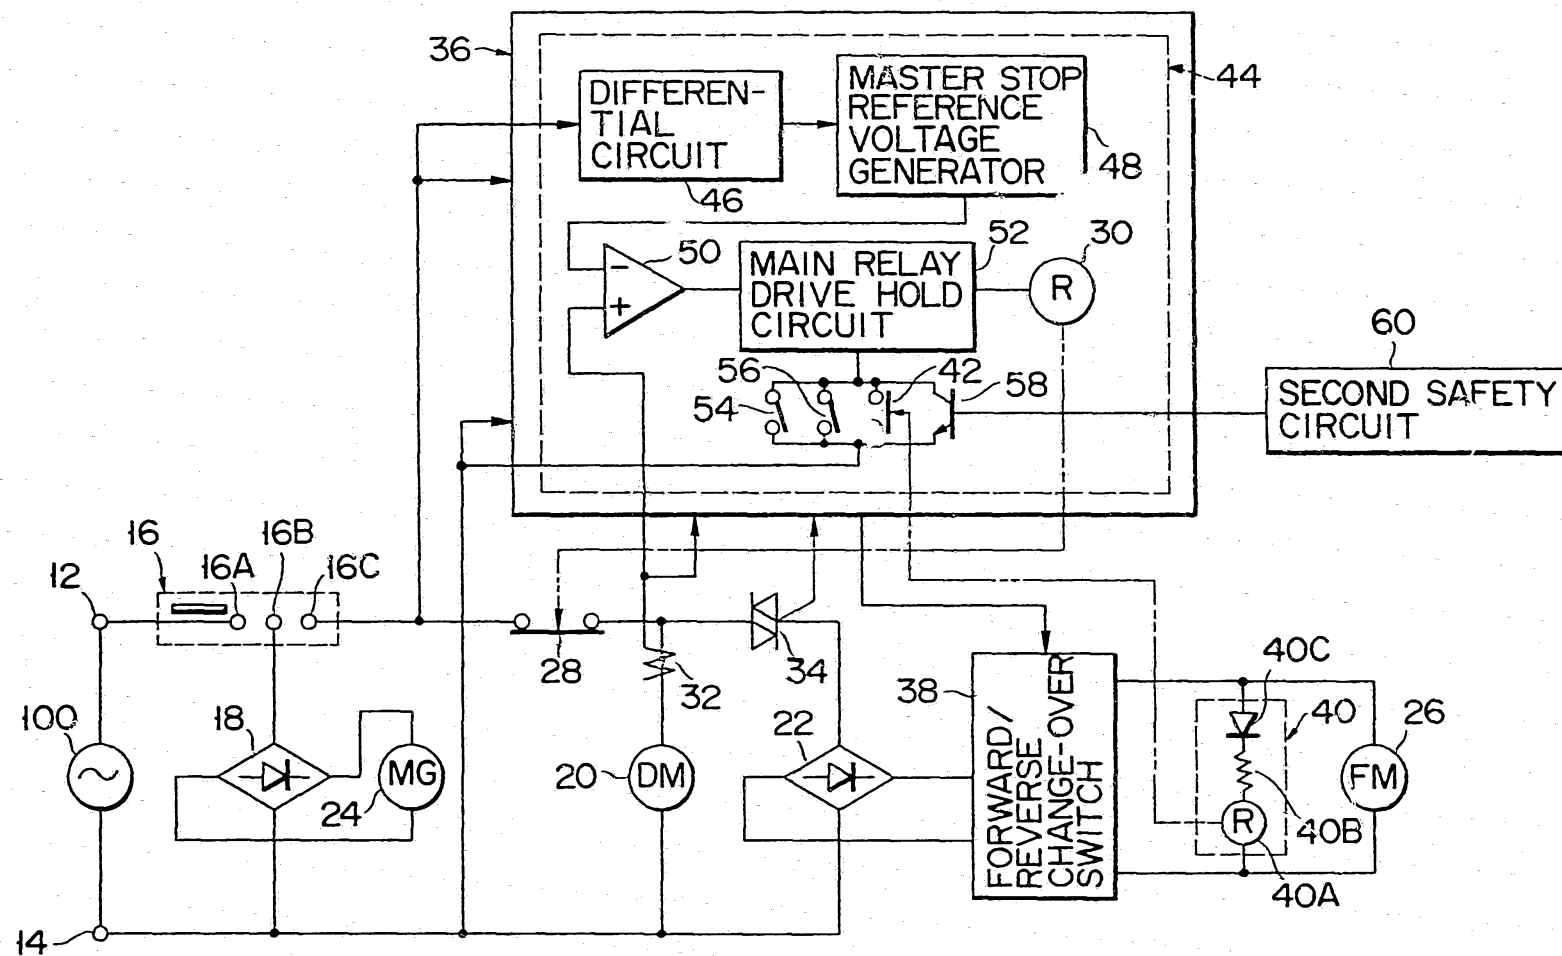 36
44
DIFFEREN-
TIAL
CIRCUIT
46
MASTER STOP
REFERENCE
VOLTAGE
GENERATOR
48
50
−
+
MAIN RELAY
DRIVE HOLD
CIRCUIT
52
30
R
56
54
42
58
60
SECOND SAFETY
CIRCUIT
16
16A
16B
16C
12
28
32
34
38
FORWARD/
REVERSE
CHANGE-OVER
SWITCH
40C
40
26
100
18
MG
24
20
DM
22
R
40B
40A
FM
14